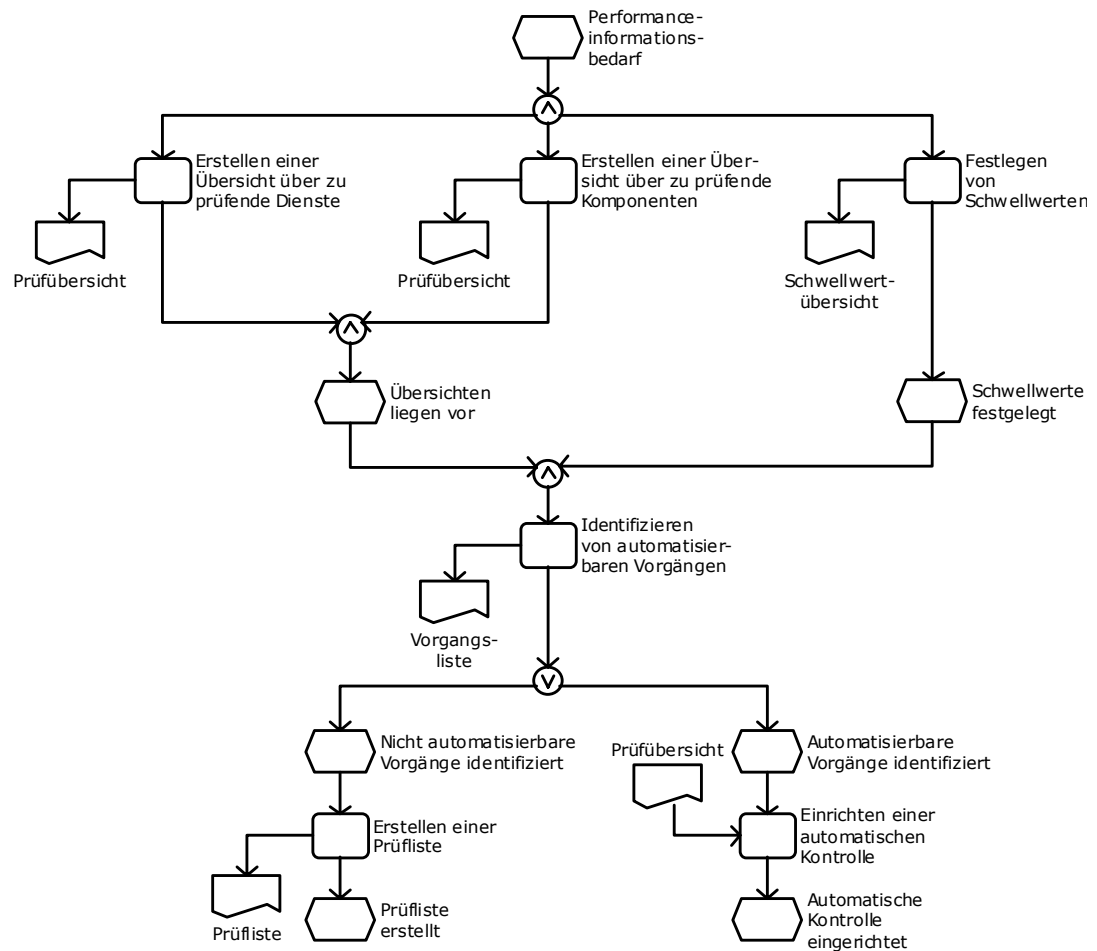 Performance-
informations-
bedarf
Erstellen einer
Übersicht über zu
prüfende Dienste
Erstellen einer Über-
sicht über zu prüfende
Komponenten
Festlegen
von
Schwellwerten
Prüfübersicht
Prüfübersicht
Schwellwert-
übersicht
Übersichten
liegen vor
Schwellwerte
festgelegt
Identifizieren
von automatisier-
baren Vorgängen
Vorgangs-
liste
Nicht automatisierbare
Vorgänge identifiziert
Prüfübersicht
Automatisierbare
Vorgänge identifiziert
Erstellen einer
Prüfliste
Einrichten einer
automatischen
Kontrolle
Prüfliste
Prüfliste
erstellt
Automatische
Kontrolle
eingerichtet